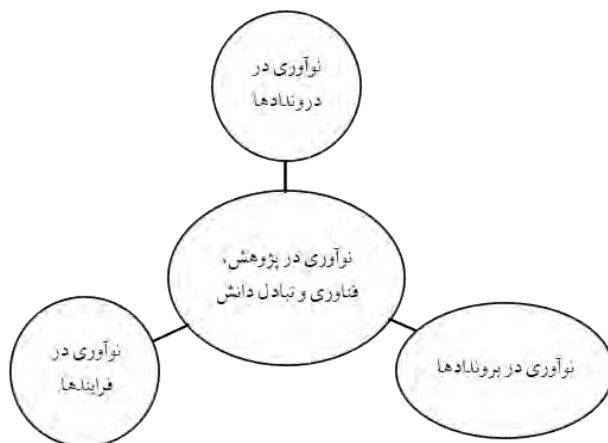 نوآوری در
دروندادها
نوآوری در پژوهش،
فناوری و تبادل دانش
نوآوری در
فرایندها
نوآوری در بروندادها